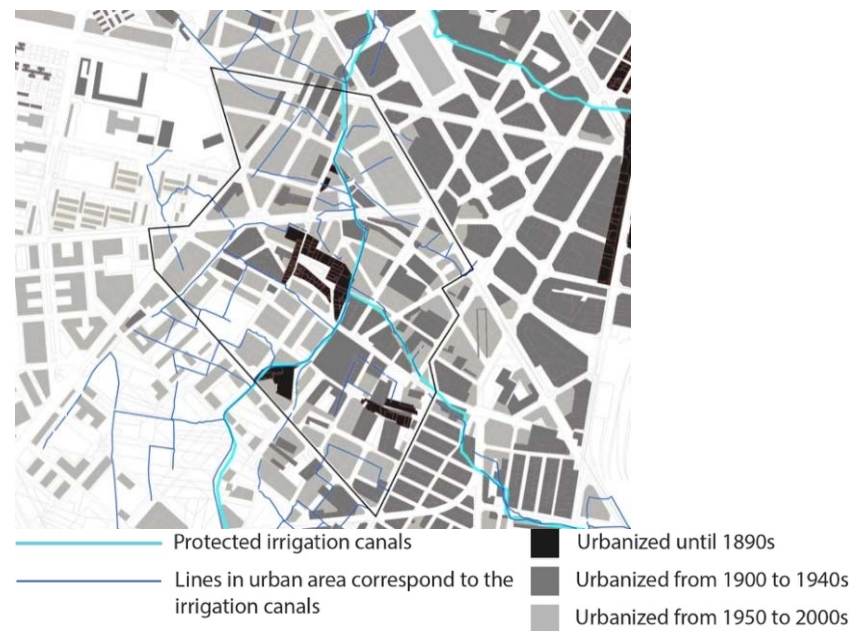 Protected irrigation canals
Lines in urban area correspond to the
irrigation canals
Urbanized until 1890s
Urbanized from 1900 to 1940s
Urbanized from 1950 to 2000s